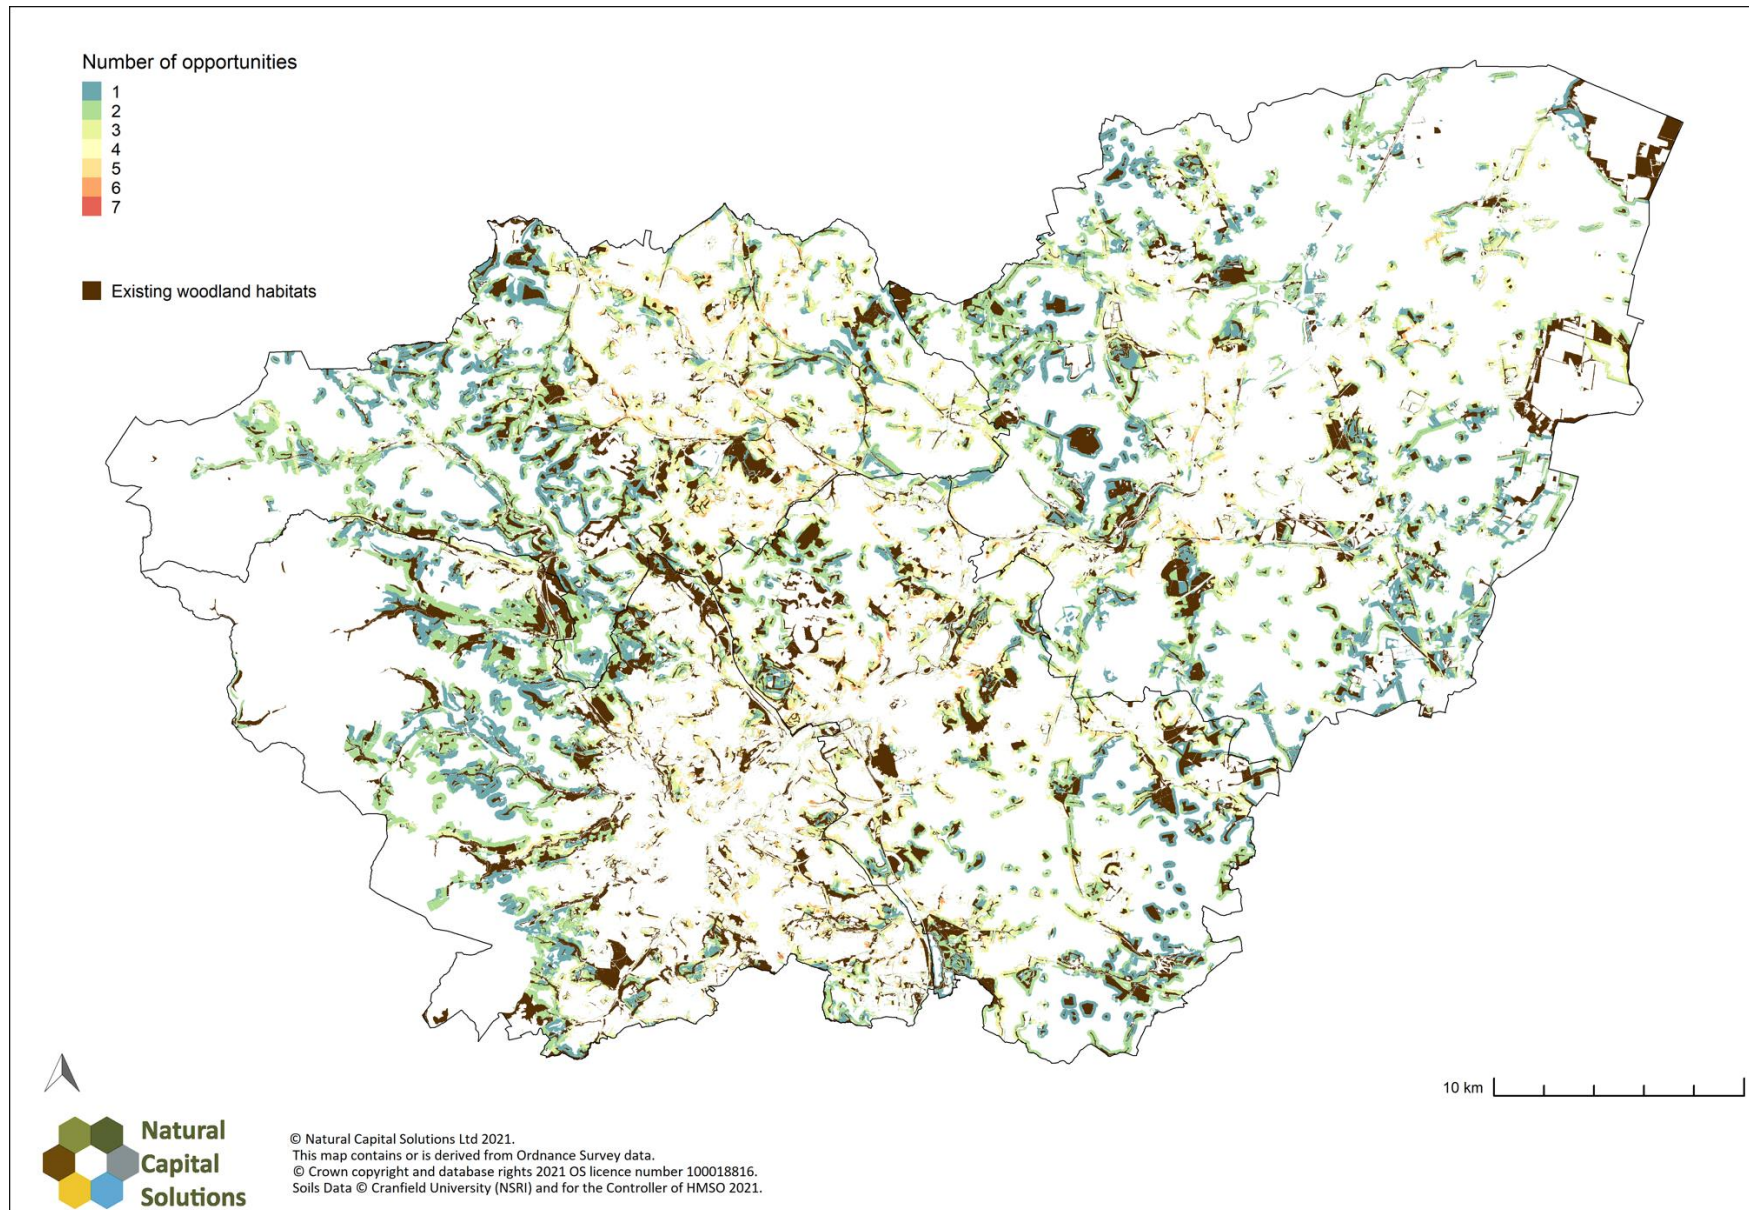 Number of opportunities
1
2
3
4
5
6
7
Existing woodland habitats
10 km
Natural
Capital
Solutions
© Natural Capital Solutions Ltd 2021.
This map contains or is derived from Ordnance Survey data.
© Crown copyright and database rights 2021 OS licence number 100018816.
Soils Data © Cranfield University (NSRI) and for the Controller of HMSO 2021.